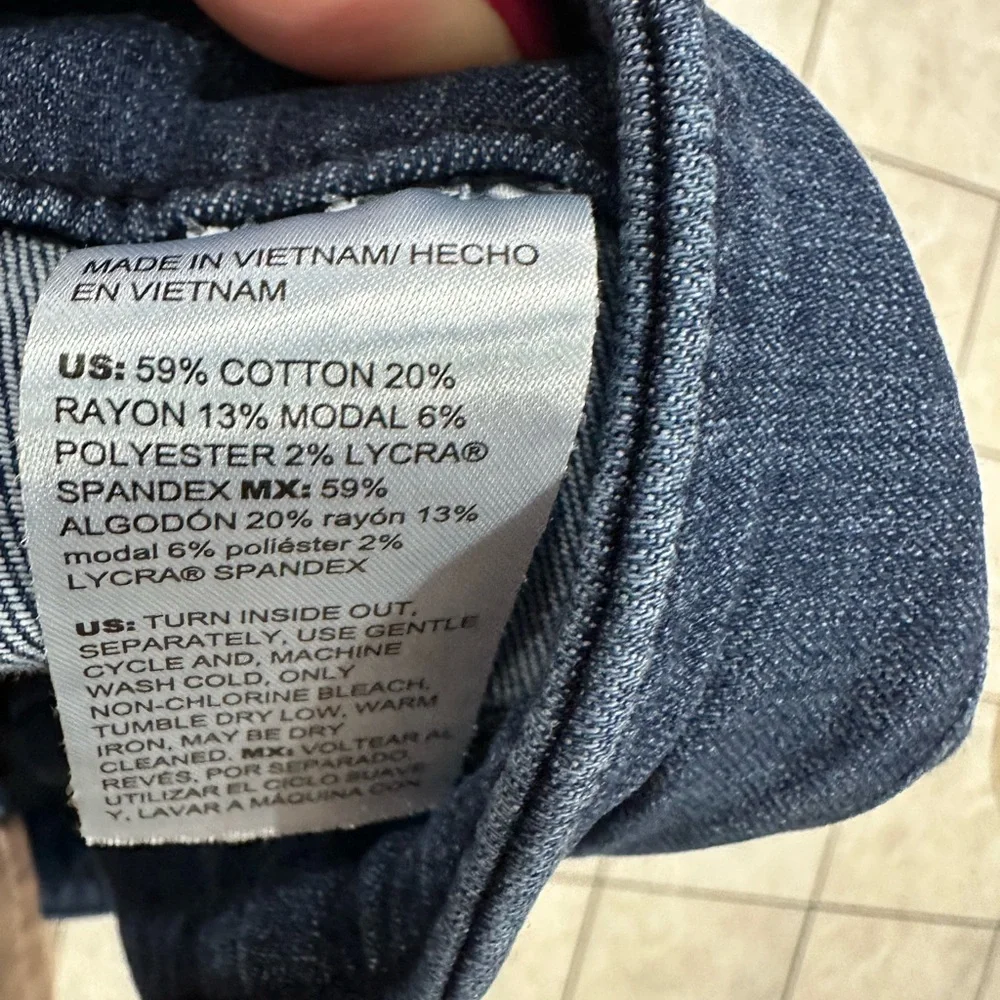 MADE IN VIETNAM/ HECHO
EN VIETNAM
US: 59% COTTON 20%
RAYON 13% MODAL 6%
POLYESTER 2% LYCRA®
SPANDEX MX: 59%
ALGODÓN 20% rayón 13%
modal 6% poliéster 2%
LYCRA® SPANDEX
US: TURN INSIDE OUT,
SEPARATELY, USE GENTLE
CYCLE AND, MACHINE
WASH COLD, ONLY
NON-CHLORINE BLEACH,
TUMBLE DRY LOW, WARM
IRON, MAY BE DRY
CLEANED. MX: VOLTEAR AL
REVÉS, POR SEPARADO,
UTILIZAR EL CICLO SUAVE
Y, LAVAR A MÁQUINA CON